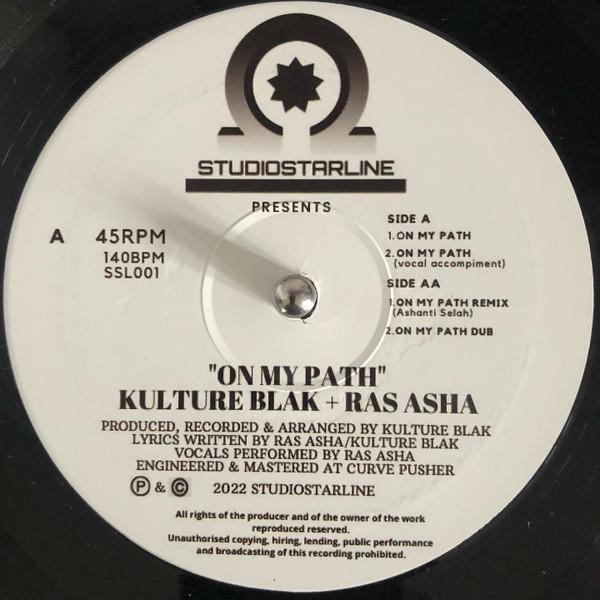 STUDIOSTARLINE
PRESENTS
A 45RPM
140BPM
SSL001
SIDE A
1.ON MY PATH
2.ON MY PATH
(vocal accompiment)
SIDE AA
1.ON MY PATH REMIX
(Ashanti Selah)
2.ON MY PATH DUB
"ON MY PATH"
KULTURE BLAK + RAS ASHA
PRODUCED, RECORDED & ARRANGED BY KULTURE BLAK
LYRICS WRITTEN BY RAS ASHA/KULTURE BLAK
VOCALS PERFORMED BY RAS ASHA
ENGINEERED & MASTERED AT CURVE PUSHER
Ⓟ & © 2022 STUDIOSTARLINE
All rights of the producer and of the owner of the work
reproduced reserved.
Unauthorised copying, hiring, lending, public performance
and broadcasting of this recording prohibited.